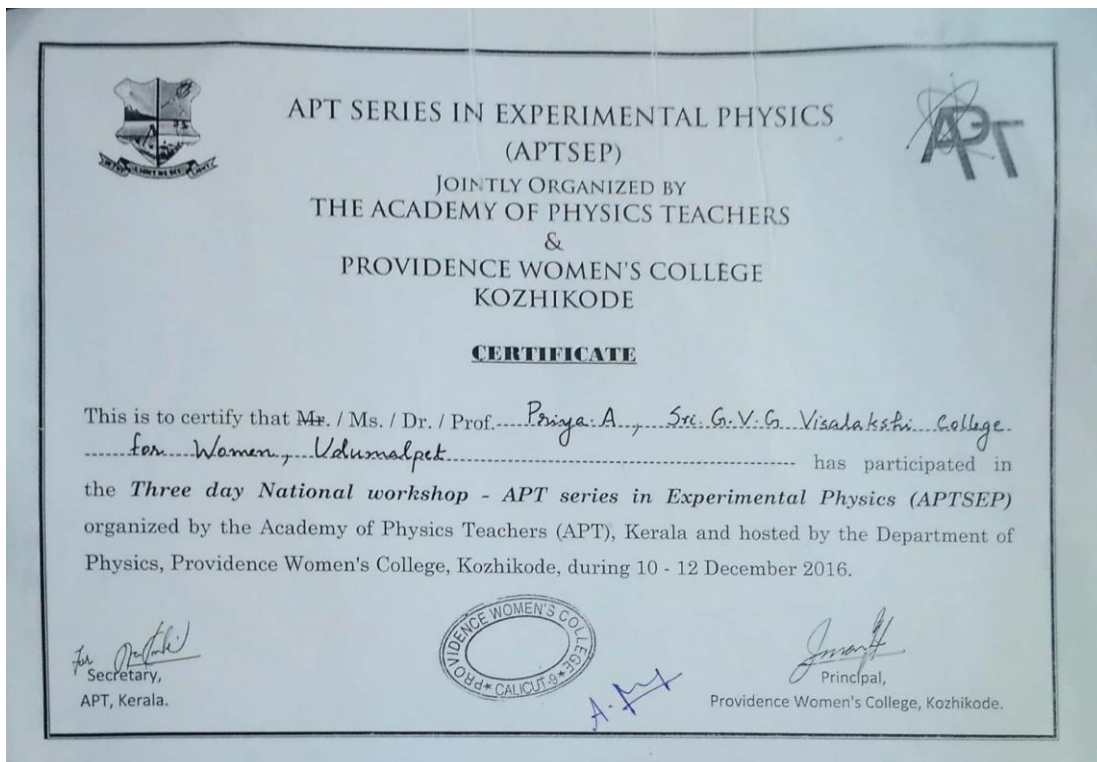 APT SERIES IN EXPERIMENTAL PHYSICS
(APTSEP)
JOINTLY ORGANIZED BY
THE ACADEMY OF PHYSICS TEACHERS
&
PROVIDENCE WOMEN'S COLLEGE
KOZHIKODE
APT
CERTIFICATE
This is to certify that Mr. / Ms. / Dr. / Prof. Priya. A, Sri. G. V. G Visalakshi College
for Women, Udumalpet has participated in
the Three day National workshop - APT series in Experimental Physics (APTSEP)
organized by the Academy of Physics Teachers (APT), Kerala and hosted by the Department of
Physics, Providence Women's College, Kozhikode, during 10 - 12 December 2016.
For
Secretary,
APT, Kerala.
PROVIDENCE WOMEN'S COLLEGE
* CALICUT-9 *
Principal,
Providence Women's College, Kozhikode.